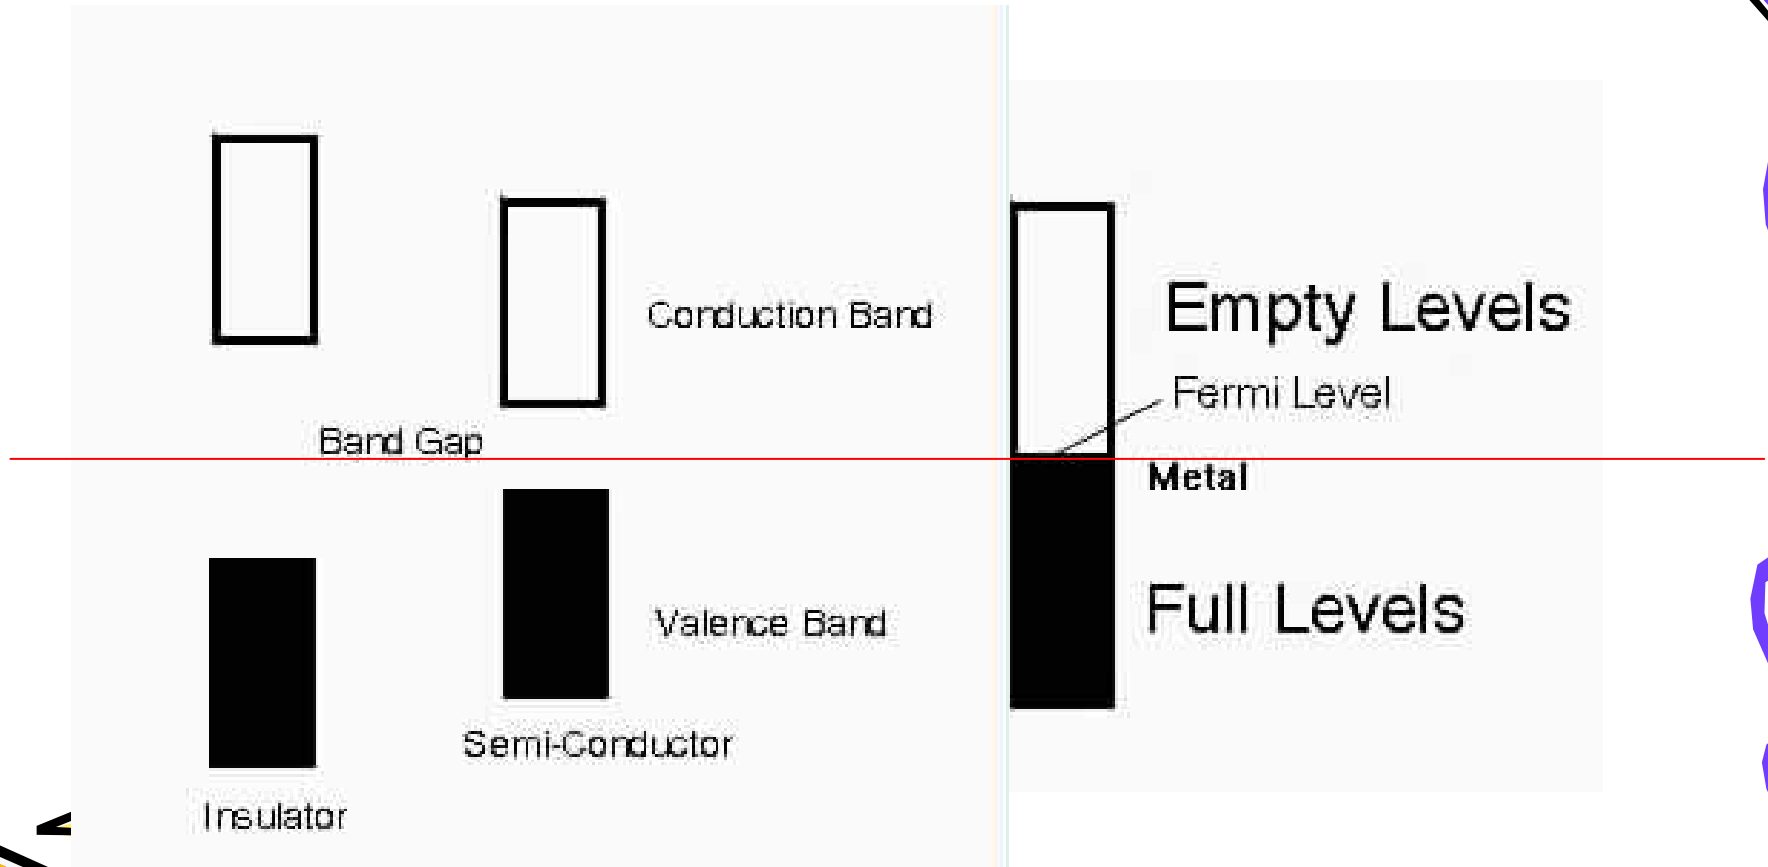 Conduction Band
Empty Levels
Fermi Level
Band Gap
Metal
Valence Band
Full Levels
Semi-Conductor
Insulator